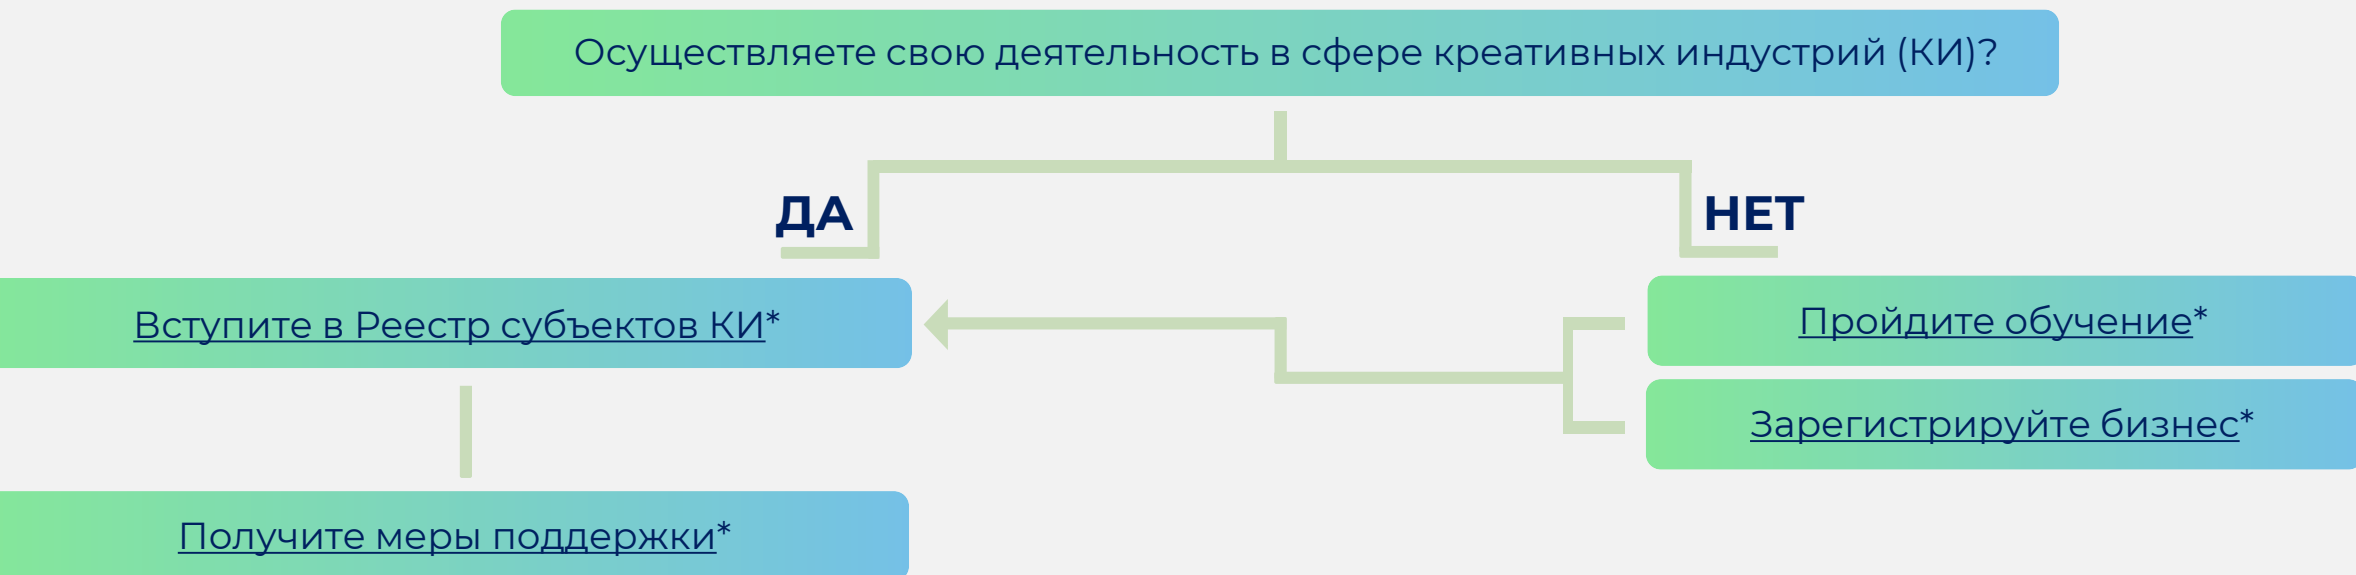 Осуществляете свою деятельность в сфере креативных индустрий (КИ)?
ДА
НЕТ
Вступите в Реестр субъектов КИ*
Пройдите обучение*
Зарегистрируйте бизнес*
Получите меры поддержки*